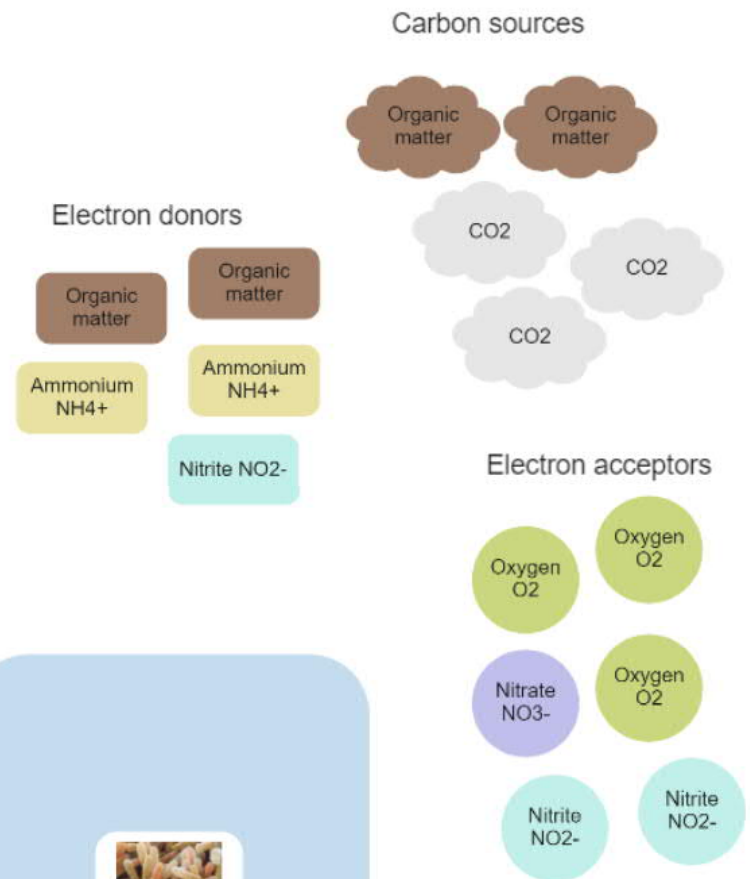 Carbon sources
Organic
matter
Organic
matter
CO2
CO2
CO2
Electron donors
Organic
matter
Organic
matter
Ammonium
NH4+
Ammonium
NH4+
Nitrite NO2-
Electron acceptors
Oxygen
O2
Oxygen
O2
Nitrate
NO3-
Oxygen
O2
Nitrite
NO2-
Nitrite
NO2-